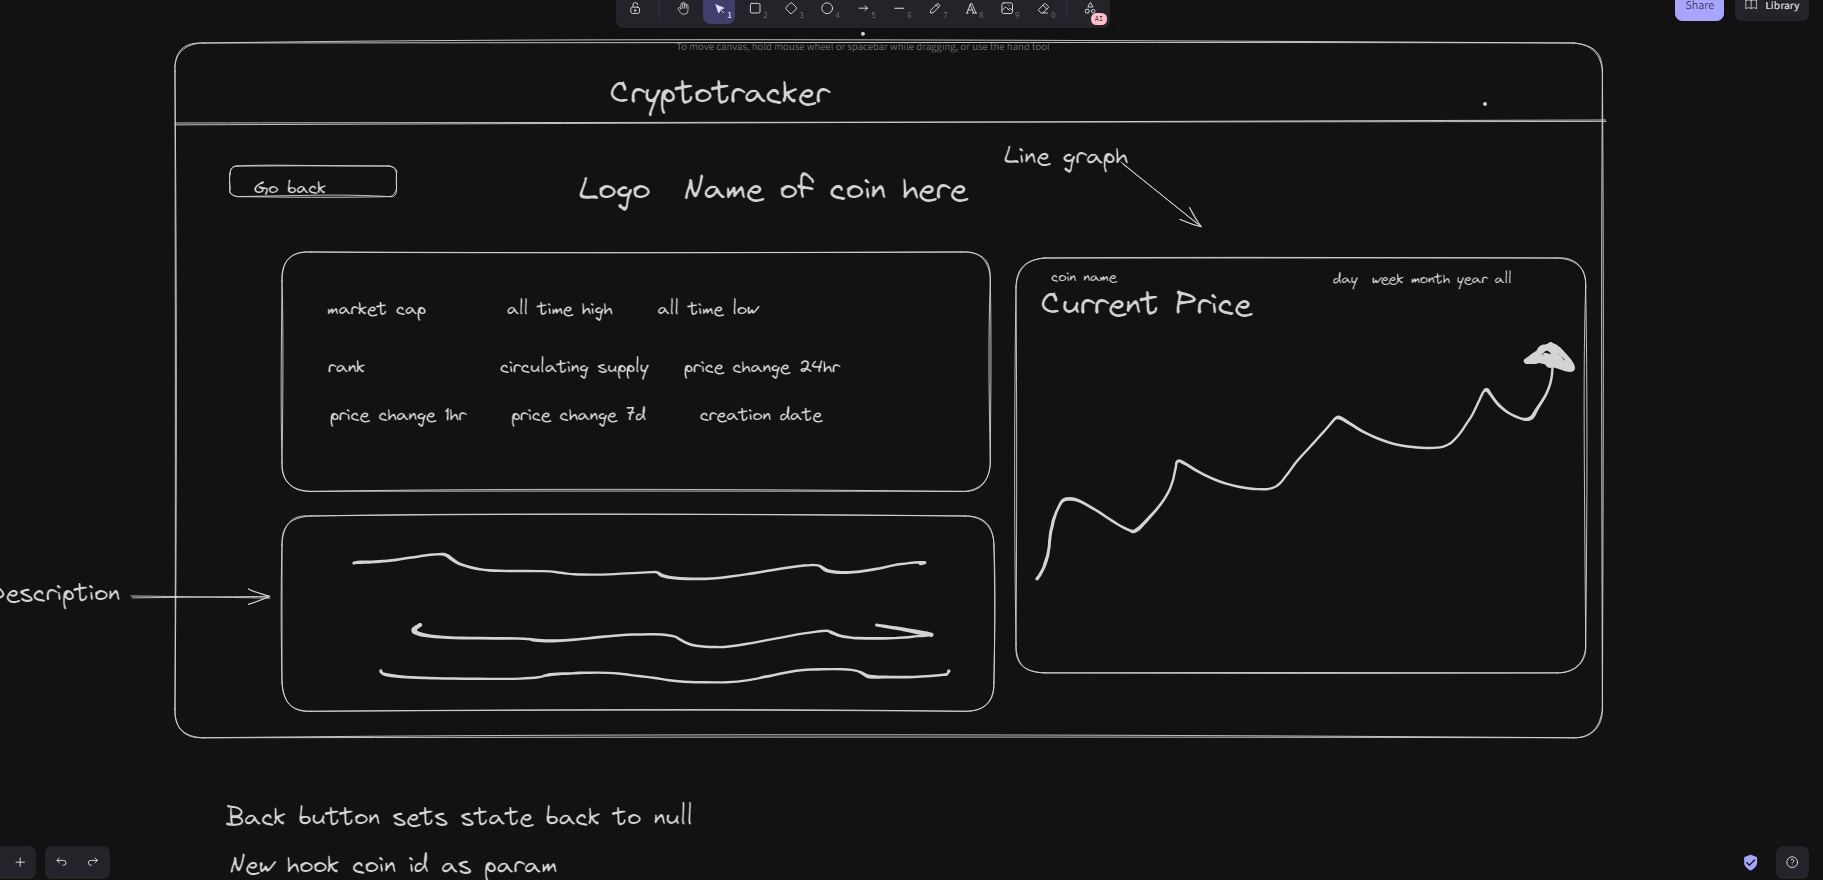 1 2 3 4 5 6 7 8 9 0 AI
Share
Library
To move canvas, hold mouse wheel or spacebar while dragging, or use the hand tool
Cryptotracker
Line graph
Go back
Logo Name of coin here
coin name
day week month year all
Current Price
market cap all time high all time low
rank circulating supply price change 24hr
price change 1hr price change 7d creation date
escription
Back button sets state back to null
New hook coin id as param